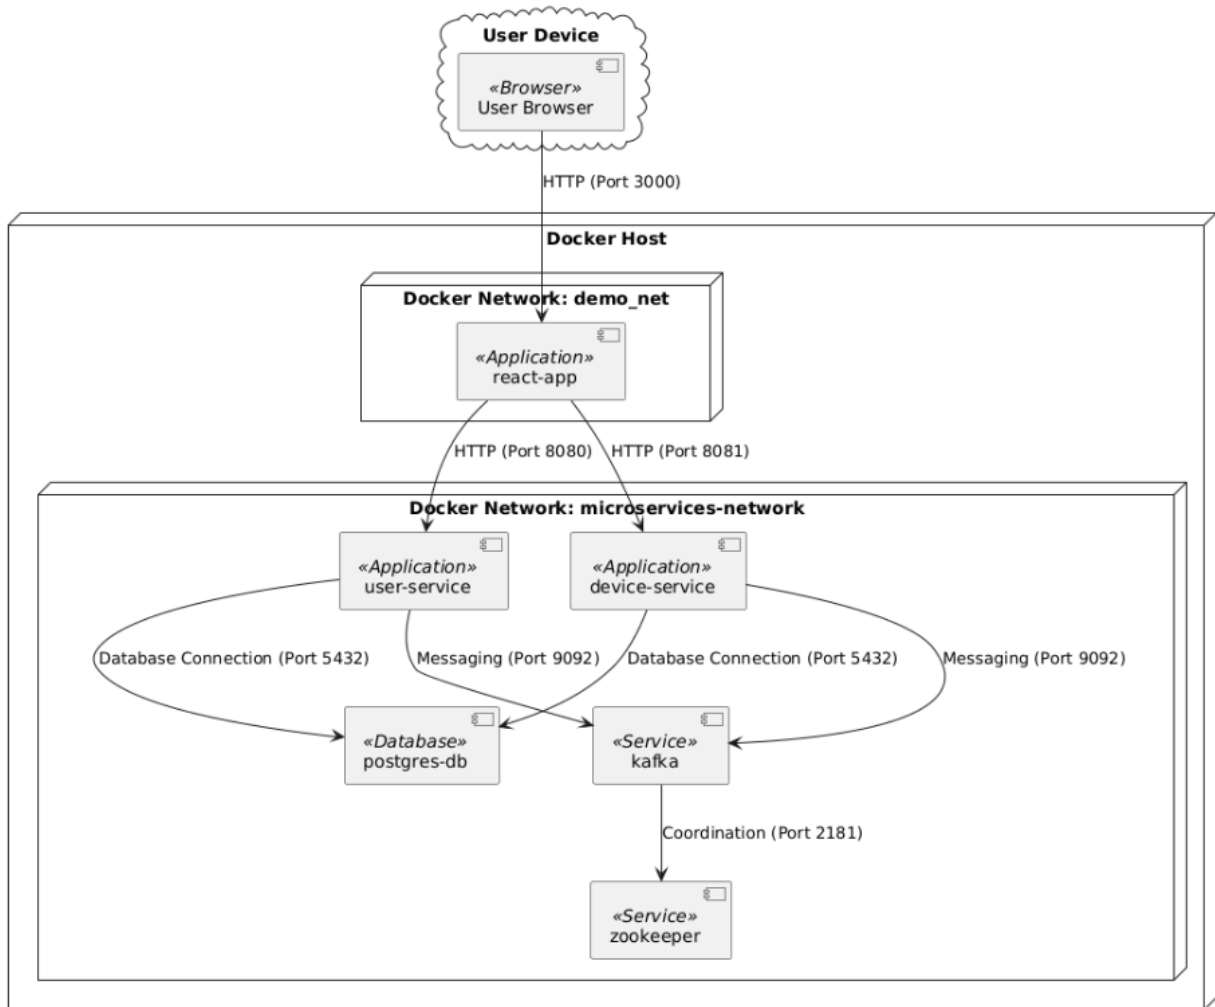 User Device
«Browser»
User Browser
HTTP (Port 3000)
Docker Host
Docker Network: demo_net
«Application»
react-app
HTTP (Port 8080)
HTTP (Port 8081)
Docker Network: microservices-network
«Application»
user-service
«Application»
device-service
Database Connection (Port 5432)
Messaging (Port 9092)
Database Connection (Port 5432)
Messaging (Port 9092)
«Database»
postgres-db
«Service»
kafka
Coordination (Port 2181)
«Service»
zookeeper